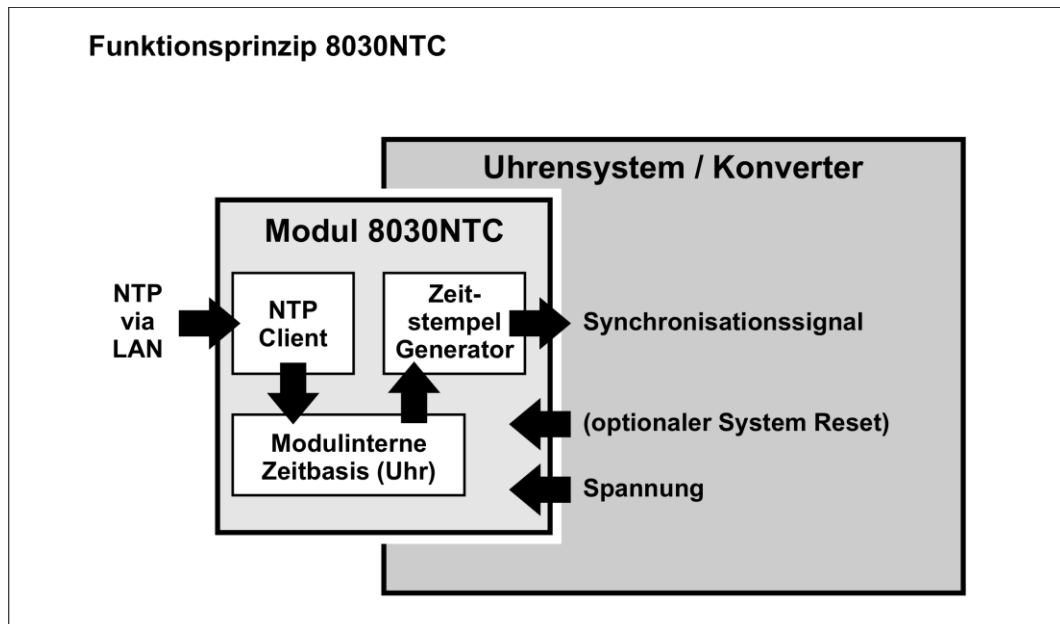 Funktionsprinzip 8030NTC
Uhrensystem / Konverter
Modul 8030NTC
NTP
via
LAN
NTP
Client
Zeit-
stempel
Generator
Synchronisationssignal
Modulinterne
Zeitbasis (Uhr)
(optionaler System Reset)
Spannung